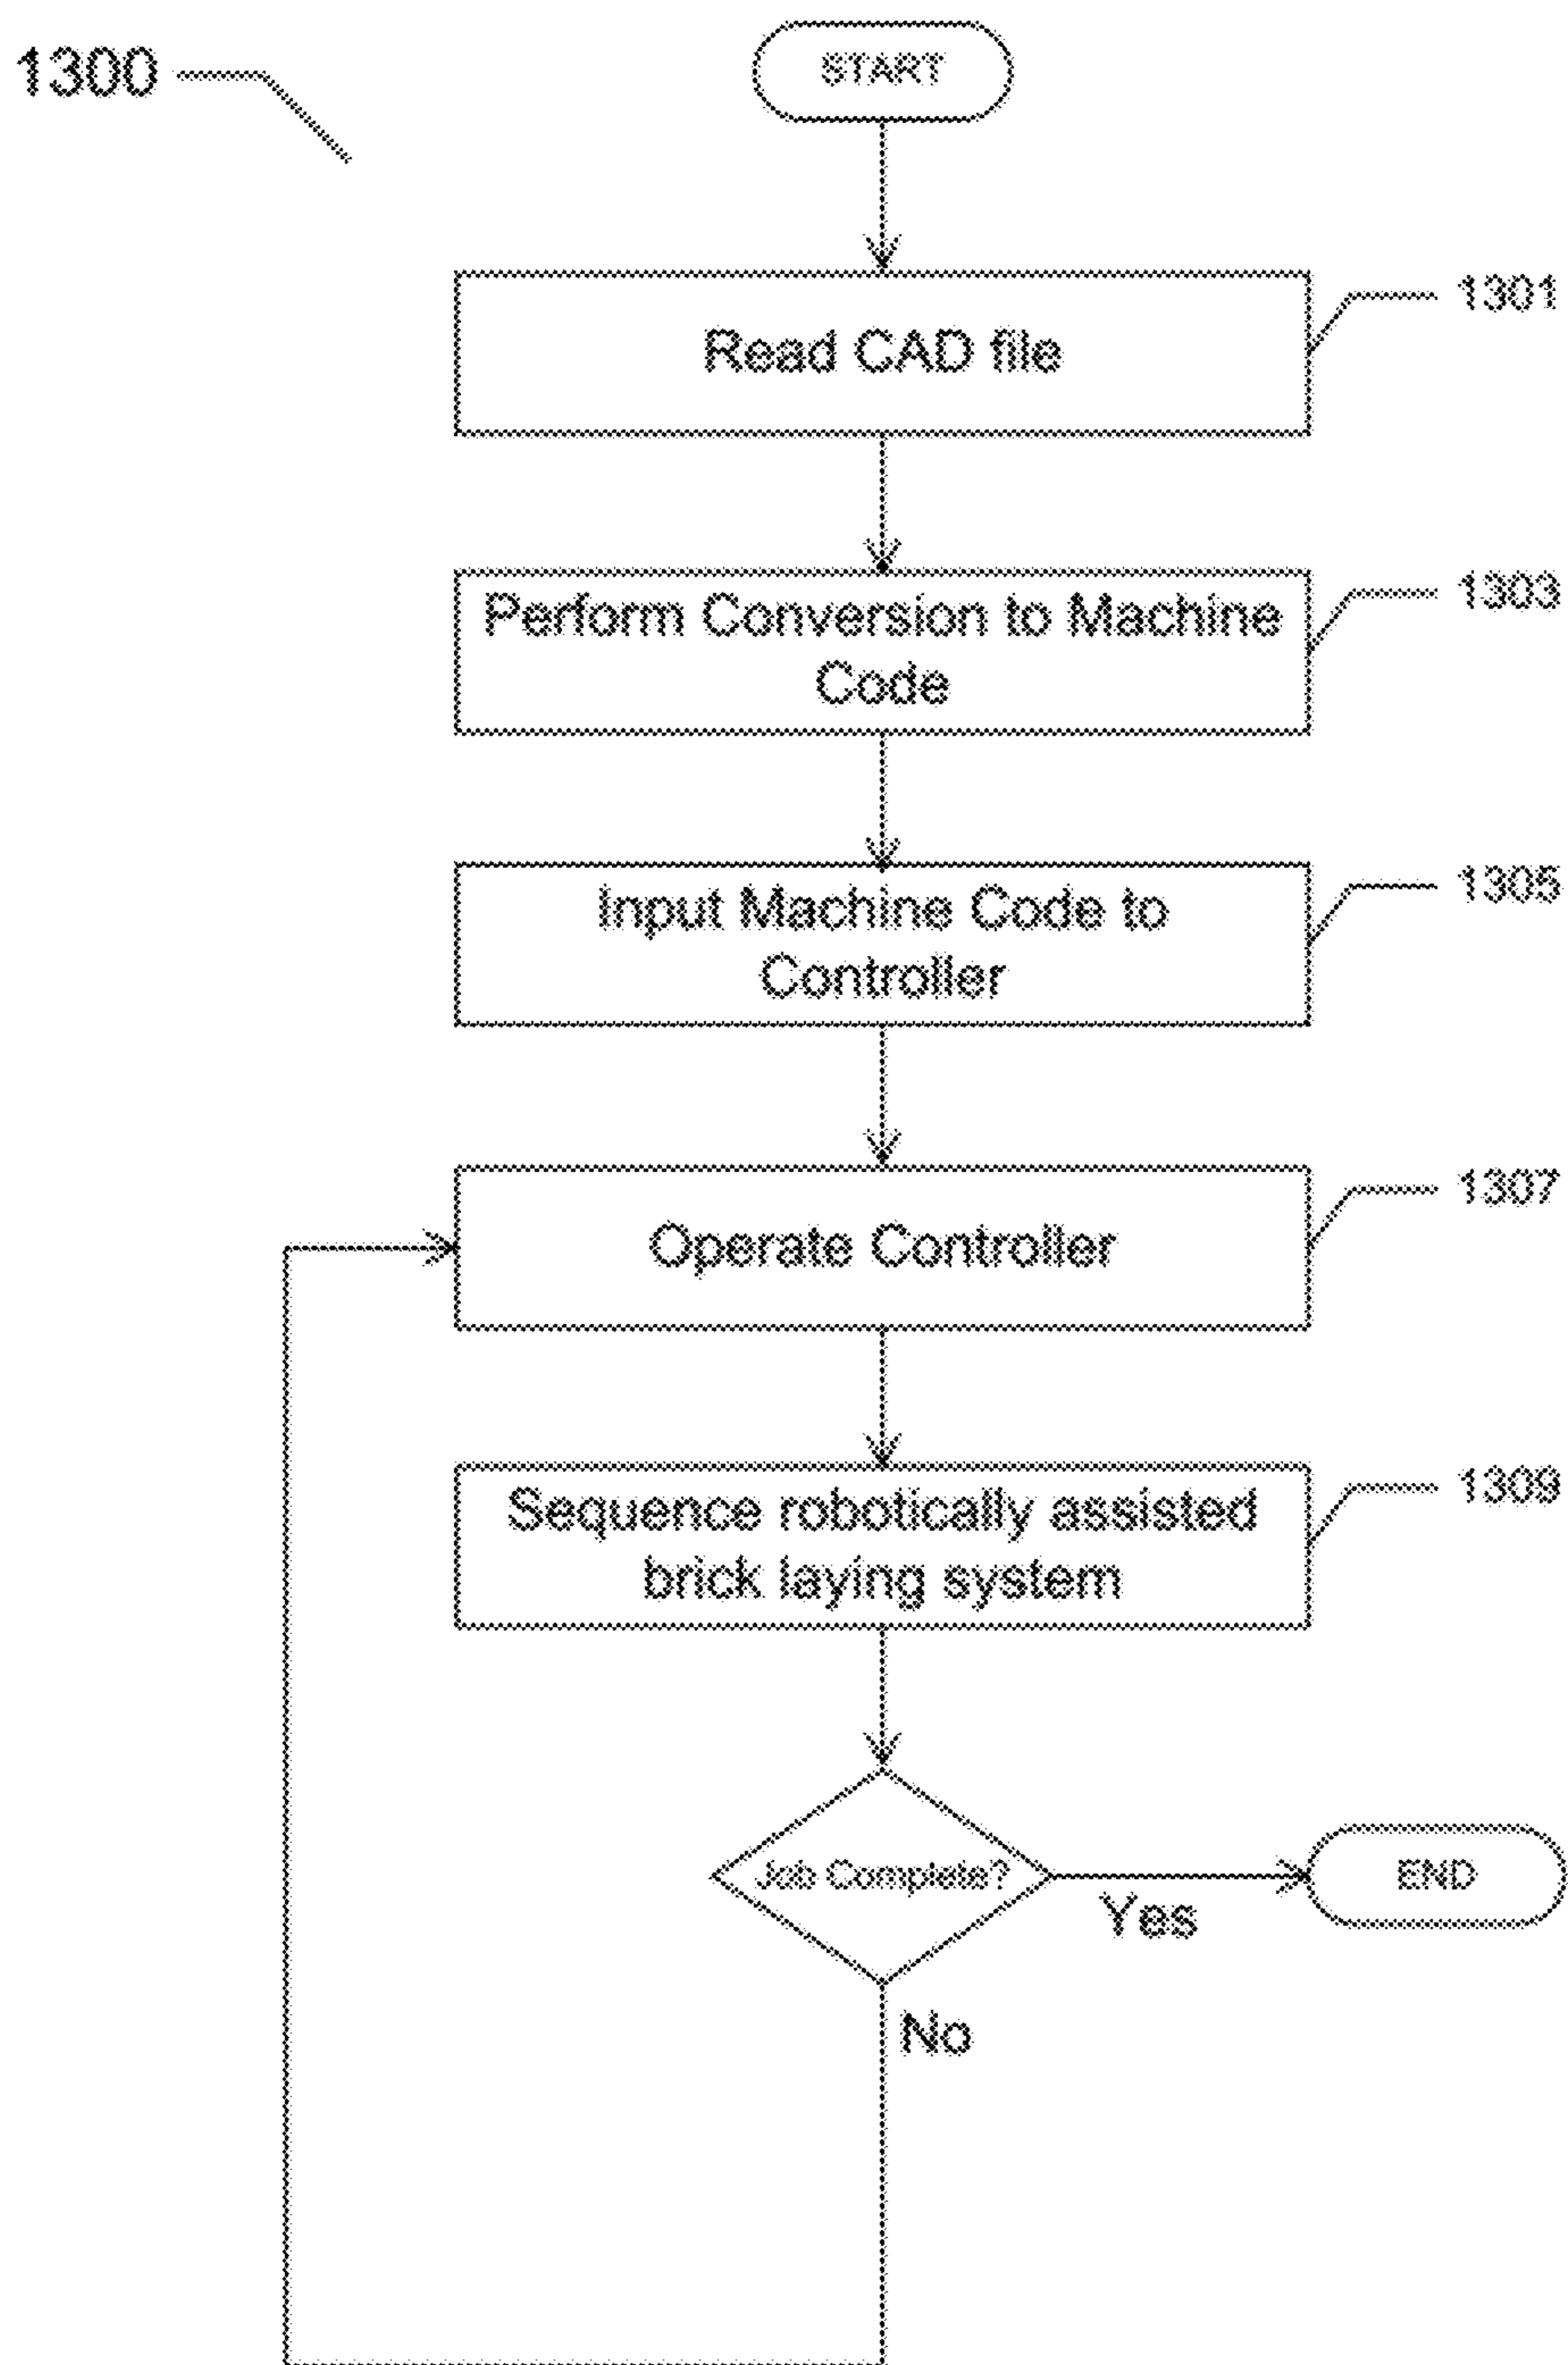 1300
START
Read CAD file
1301
Perform Conversion to Machine
Code
1303
Input Machine Code to
Controller
1305
Operate Controller
1307
Sequence robotically assisted
brick laying system
1309
Job Complete?
Yes
END
No